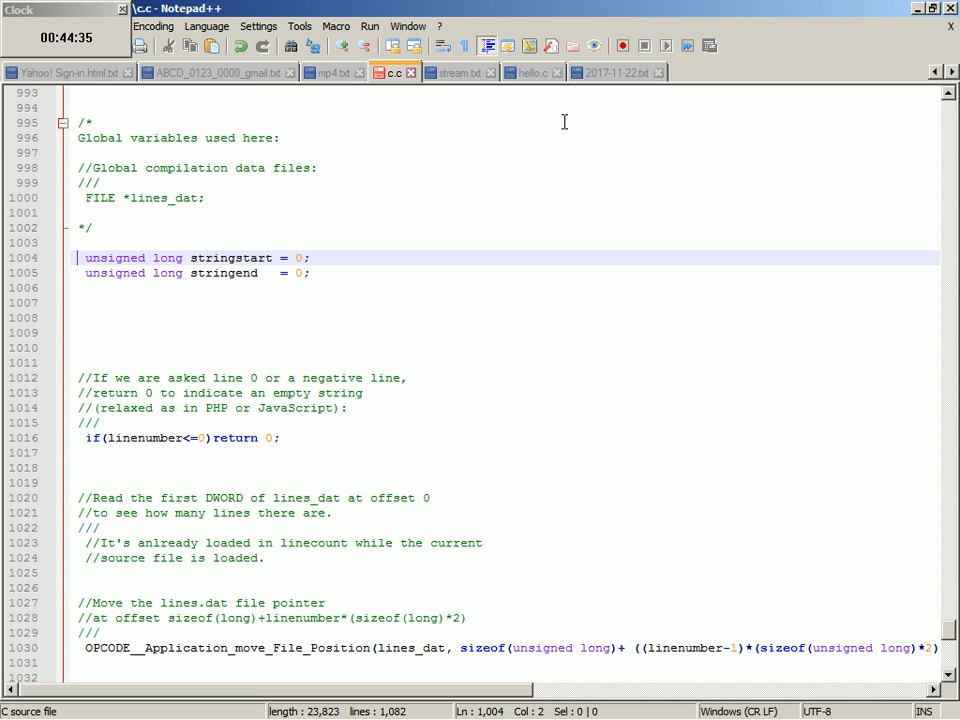 Clock
\c.c - Notepad++
00:44:35
Encoding Language Settings Tools Macro Run Window ?
X
Yahoo! Sign-in.html.txt ABCD_0123_0000_gmail.txt mp4.txt c.c stream.txt hello.c 2017-11-22.txt
993
994
995 /*
996 Global variables used here:
997
998 //Global compilation data files:
999 ///
1000 FILE *lines_dat;
1001
1002 */
1003
1004 unsigned long stringstart = 0;
1005 unsigned long stringend   = 0;
1006
1007
1008
1009
1010
1011
1012 //If we are asked line 0 or a negative line,
1013 //return 0 to indicate an empty string
1014 //(relaxed as in PHP or JavaScript):
1015 ///
1016 if(linenumber<=0)return 0;
1017
1018
1019
1020 //Read the first DWORD of lines_dat at offset 0
1021 //to see how many lines there are.
1022 ///
1023 //It's anlready loaded in linecount while the current
1024 //source file is loaded.
1025
1026
1027 //Move the lines.dat file pointer
1028 //at offset sizeof(long)+linenumber*(sizeof(long)*2)
1029 ///
1030 OPCODE__Application_move_File_Position(lines_dat, sizeof(unsigned long)+ ((linenumber-1)*(sizeof(unsigned long)*2)
1031
1032
C source file length : 23,823 lines : 1,082 Ln : 1,004 Col : 2 Sel : 0 | 0 Windows (CR LF) UTF-8 INS